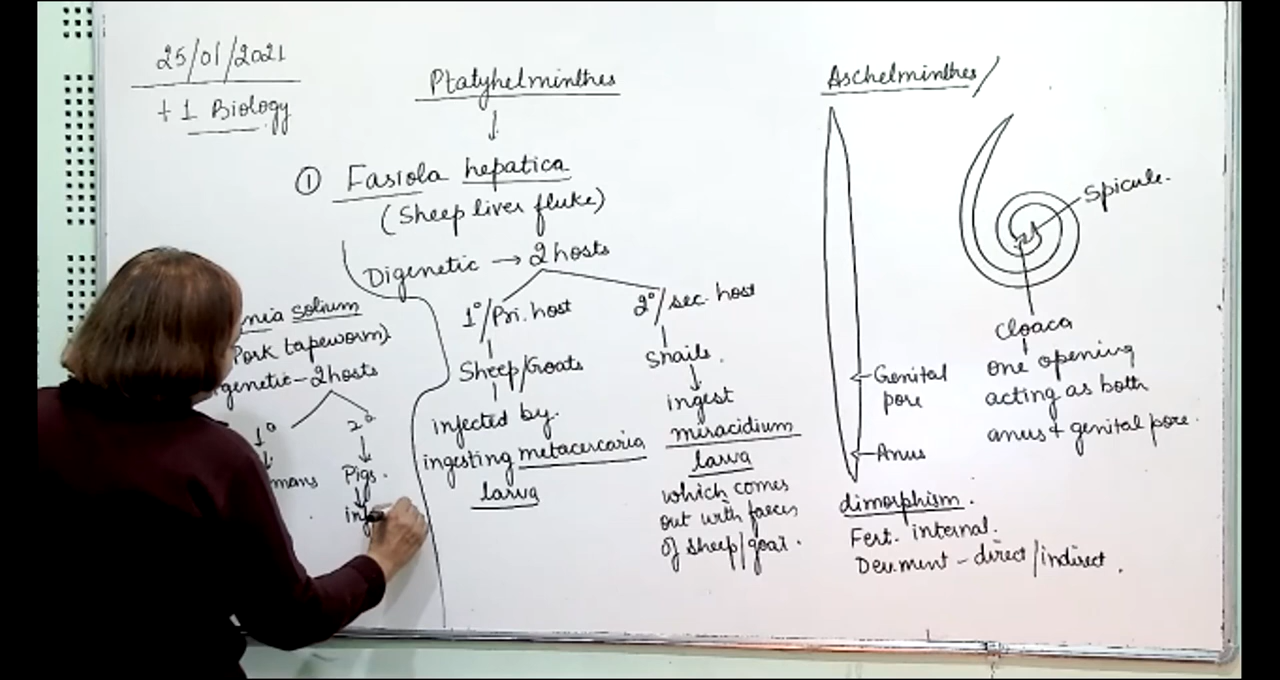 25/01/2021
+1 Biology
Platyhelminthes
① Fasiola hepatica
(Sheep liver fluke)
Digenetic → 2 hosts
1°/Pri. host
Sheep/Goats
infected by
ingesting metacercaria
larva
2°/sec. host
Snails.
ingest
miracidium
larva
which comes
out with faeces
of sheep/goat.
nia solium
Pork tapeworm)
genetic - 2 hosts
1°
mans
2°
Pigs.
Aschelminthes/
Genital
pore
Anus
Spicule.
Cloaca
one opening
acting as both
anus + genital pore.
dimorphism.
Fert. internal.
Devment - direct/indirect.